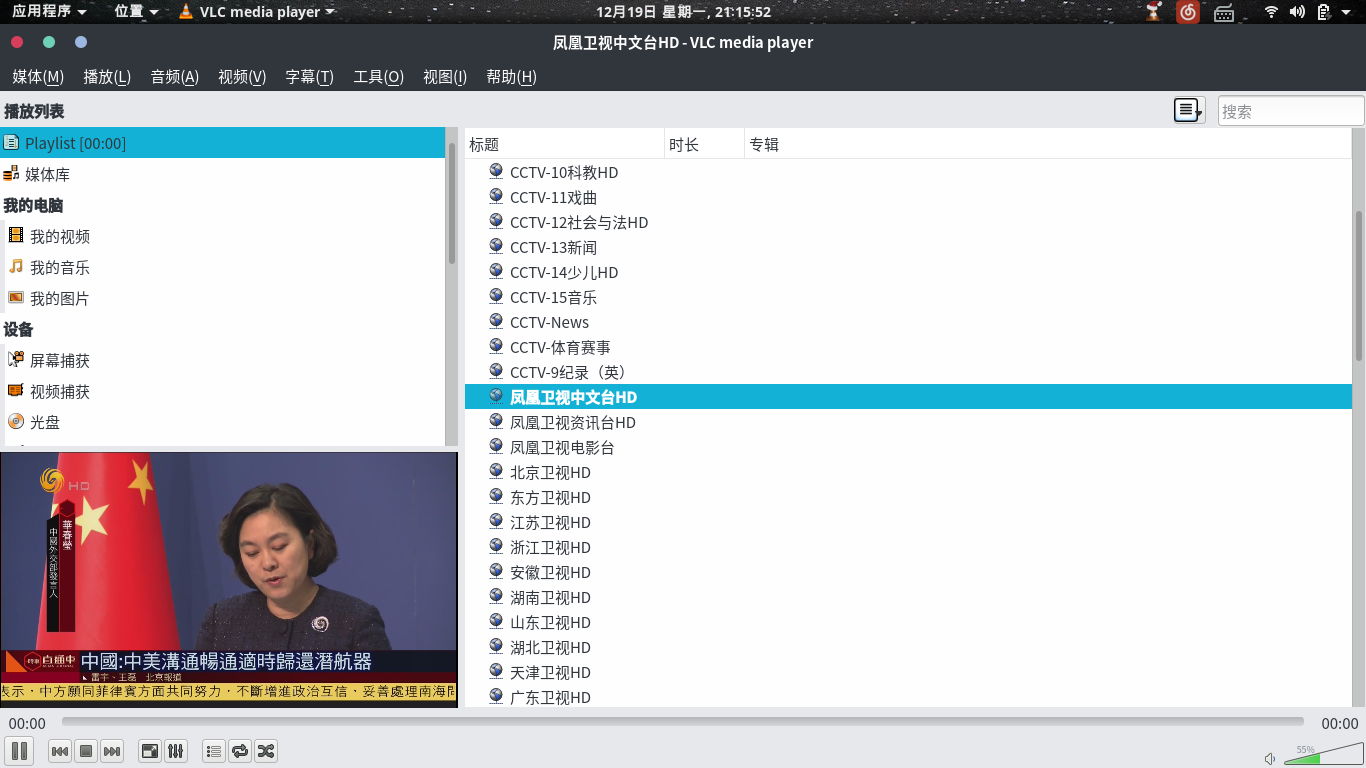 应用程序 位置 VLC media player 12月19日 星期一, 21:15:52
凤凰卫视中文台HD - VLC media player
媒体(M) 播放(L) 音频(A) 视频(V) 字幕(T) 工具(O) 视图(I) 帮助(H)
播放列表 搜索
Playlist [00:00]
媒体库
我的电脑
我的视频
我的音乐
我的图片
设备
屏幕捕获
视频捕获
光盘
标题 时长 专辑
CCTV-10科教HD
CCTV-11戏曲
CCTV-12社会与法HD
CCTV-13新闻
CCTV-14少儿HD
CCTV-15音乐
CCTV-News
CCTV-体育赛事
CCTV-9纪录（英）
凤凰卫视中文台HD
凤凰卫视资讯台HD
凤凰卫视电影台
北京卫视HD
东方卫视HD
江苏卫视HD
浙江卫视HD
安徽卫视HD
湖南卫视HD
山东卫视HD
湖北卫视HD
天津卫视HD
广东卫视HD
HD
華春瑩
中國外交部發言人
時事直通車
中國:中美溝通暢通適時歸還潛航器
雷宇、王磊 北京報道
表示，中方願同菲律賓方面共同努力，不斷增進政治互信，妥善處理南海問
00:00 00:00
55%